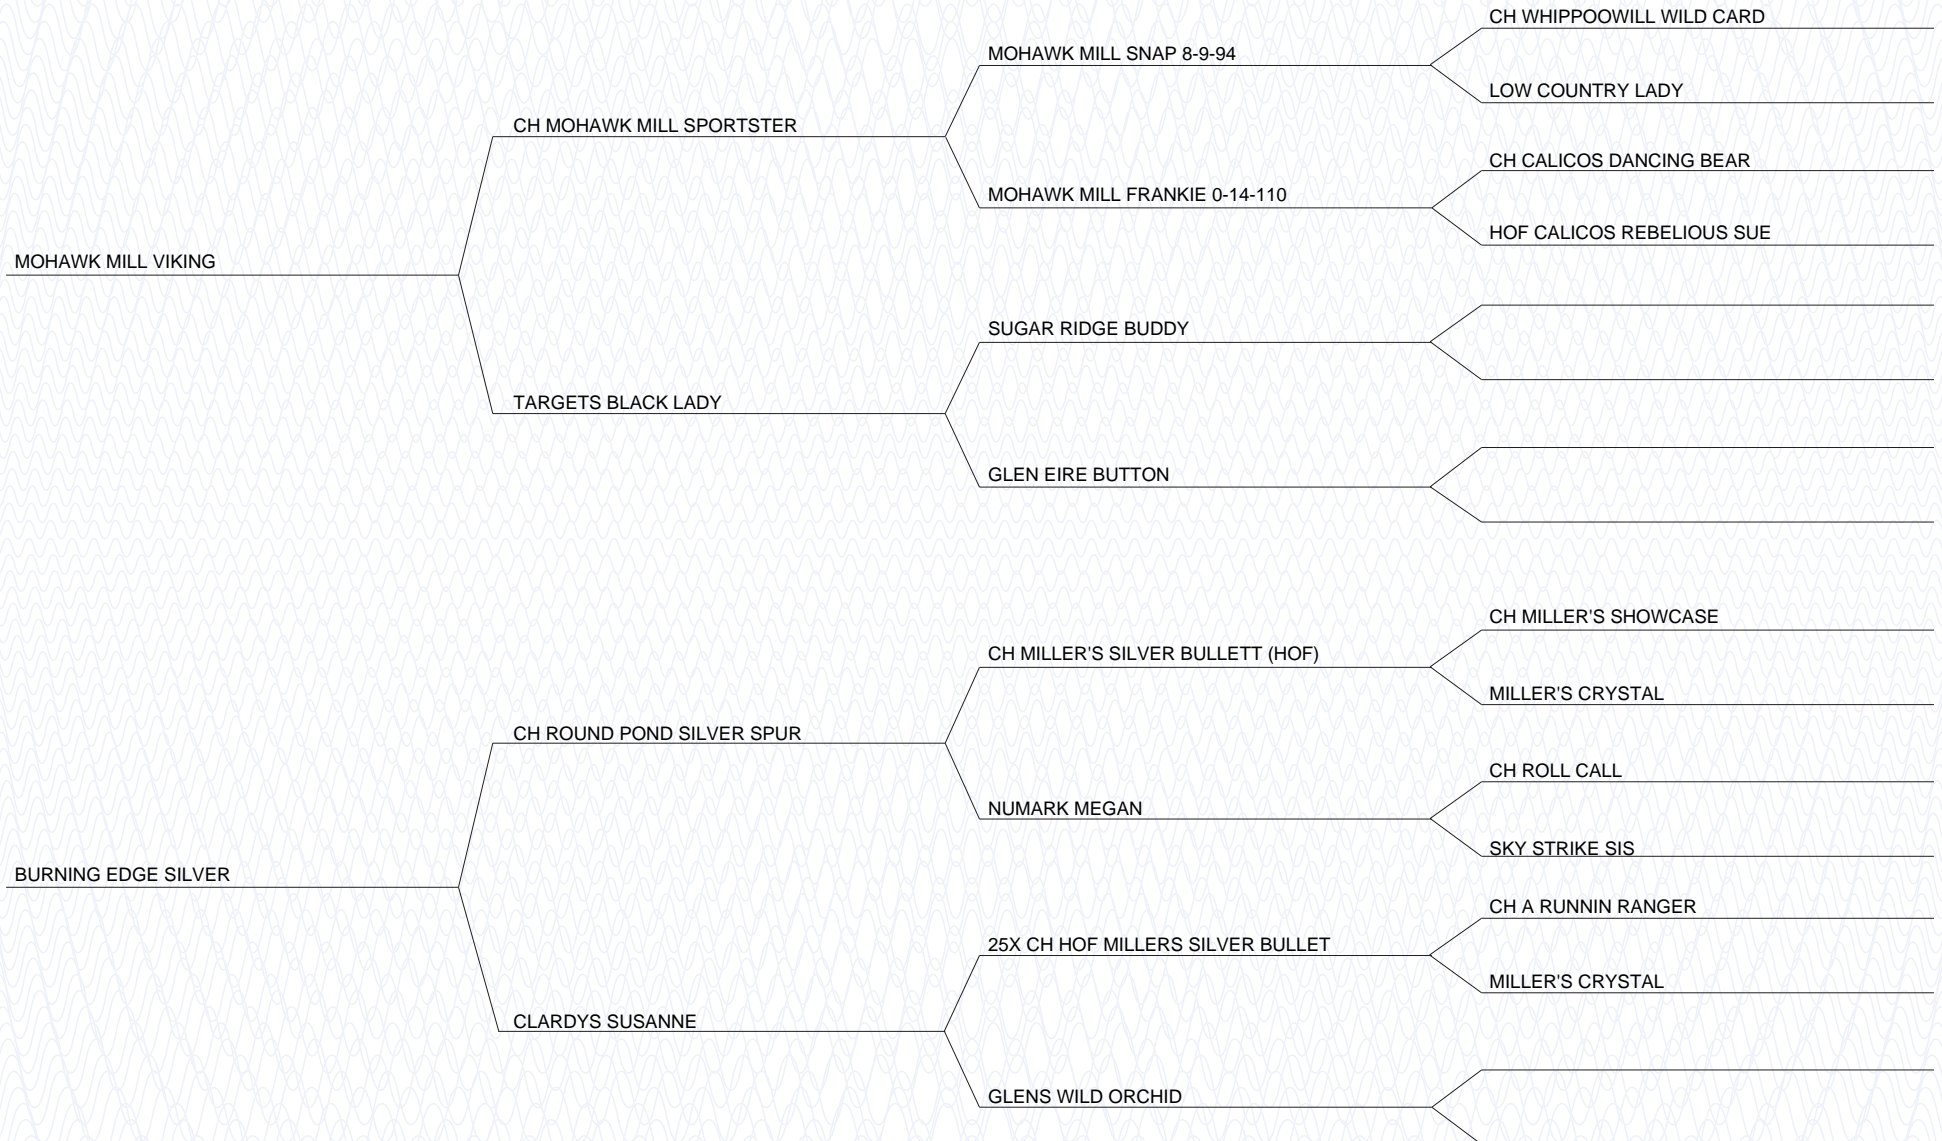 CH WHIPPOOWILL WILD CARD
MOHAWK MILL SNAP 8-9-94
LOW COUNTRY LADY
CH MOHAWK MILL SPORTSTER
CH CALICOS DANCING BEAR
MOHAWK MILL FRANKIE 0-14-110
HOF CALICOS REBELIOUS SUE
MOHAWK MILL VIKING
SUGAR RIDGE BUDDY
TARGETS BLACK LADY
GLEN EIRE BUTTON
CH MILLER'S SHOWCASE
CH MILLER'S SILVER BULLETT (HOF)
MILLER'S CRYSTAL
CH ROUND POND SILVER SPUR
CH ROLL CALL
NUMARK MEGAN
SKY STRIKE SIS
BURNING EDGE SILVER
CH A RUNNIN RANGER
25X CH HOF MILLERS SILVER BULLET
MILLER'S CRYSTAL
CLARDYS SUSANNE
GLENS WILD ORCHID